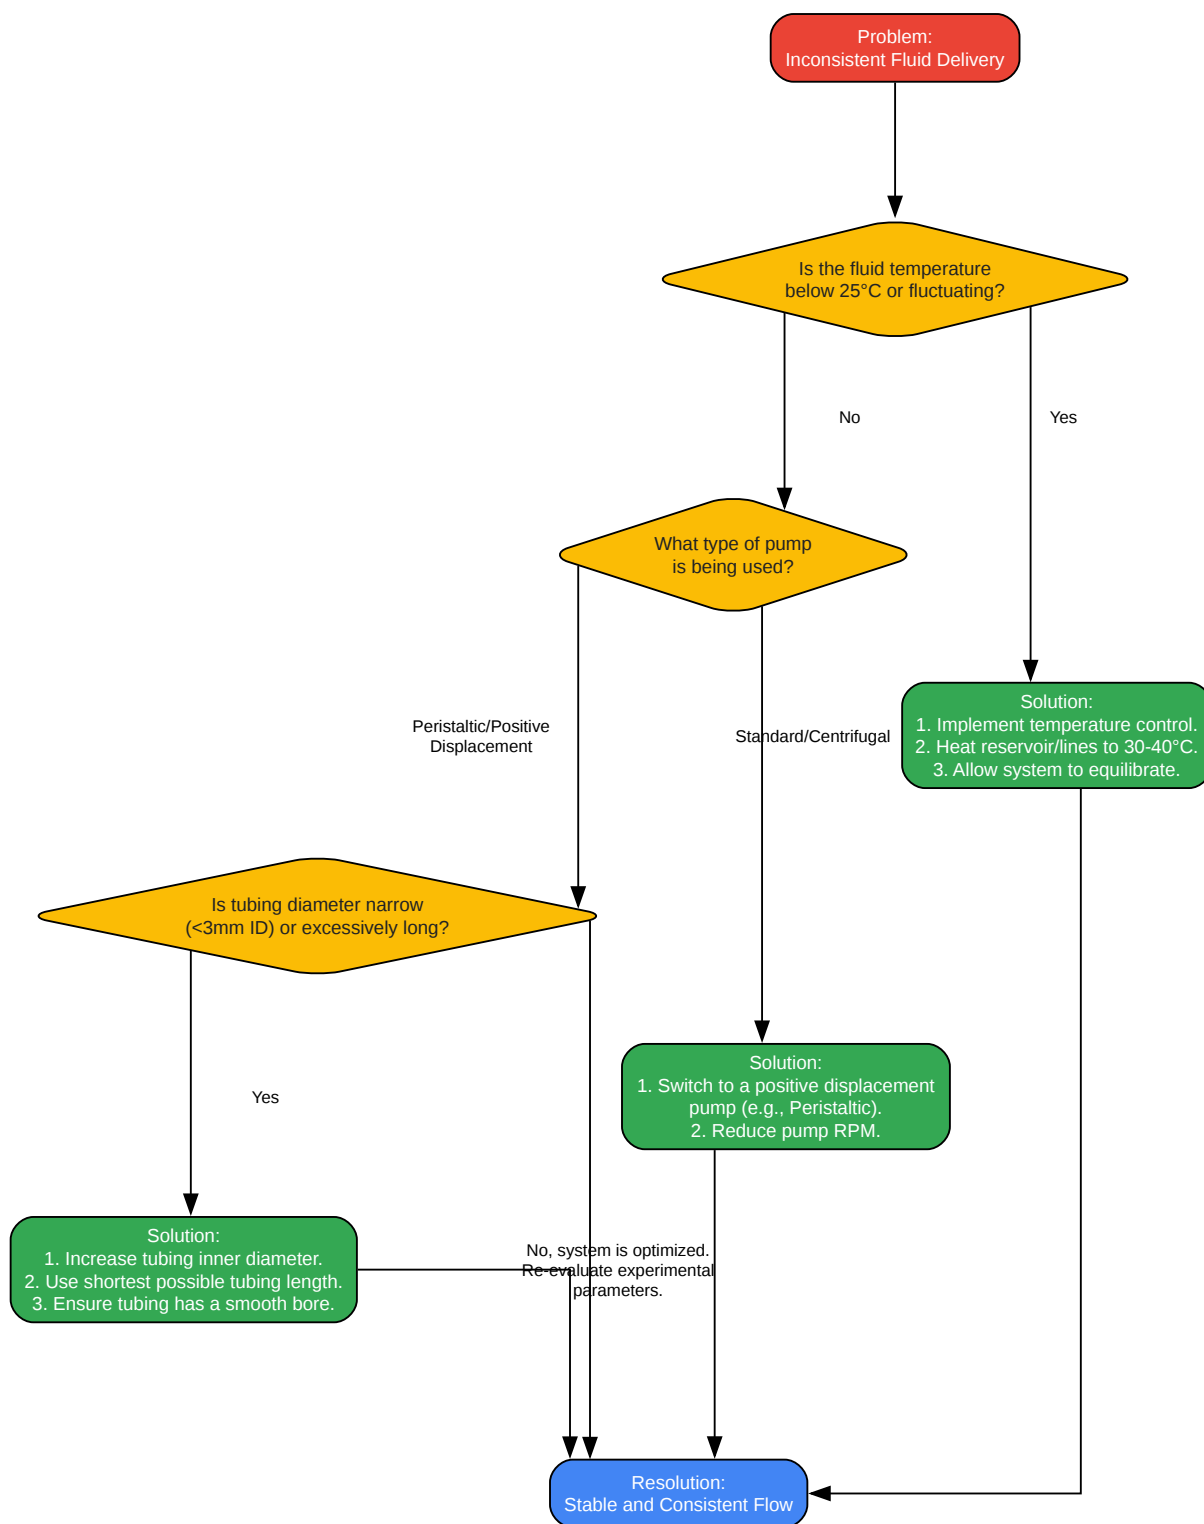 Problem:
Inconsistent Fluid Delivery
Is the fluid temperature
below 25°C or fluctuating?
No
Yes
What type of pump
is being used?
Solution:
1. Implement temperature control.
2. Heat reservoir/lines to 30-40°C.
3. Allow system to equilibrate.
Peristaltic/Positive
Displacement
Standard/Centrifugal
Is tubing diameter narrow
(<3mm ID) or excessively long?
Solution:
1. Switch to a positive displacement
pump (e.g., Peristaltic).
2. Reduce pump RPM.
Yes
Solution:
1. Increase tubing inner diameter.
2. Use shortest possible tubing length.
3. Ensure tubing has a smooth bore.
No, system is optimized.
Re-evaluate experimental
parameters.
Resolution:
Stable and Consistent Flow